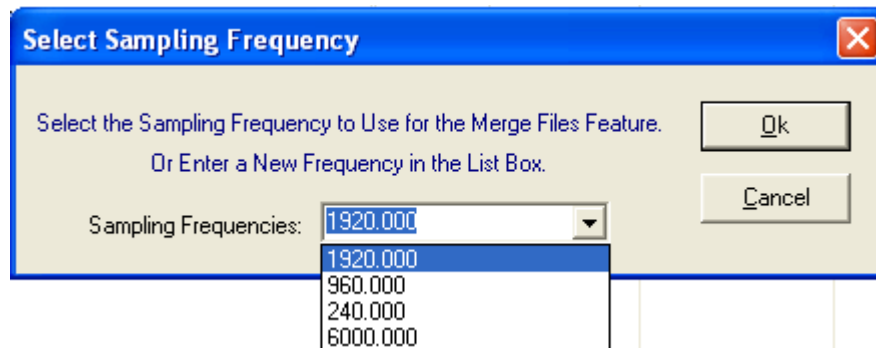 Select Sampling Frequency
Select the Sampling Frequency to Use for the Merge Files Feature.
Or Enter a New Frequency in the List Box.
Ok
Cancel
Sampling Frequencies: 1920.000
1920.000
960.000
240.000
6000.000